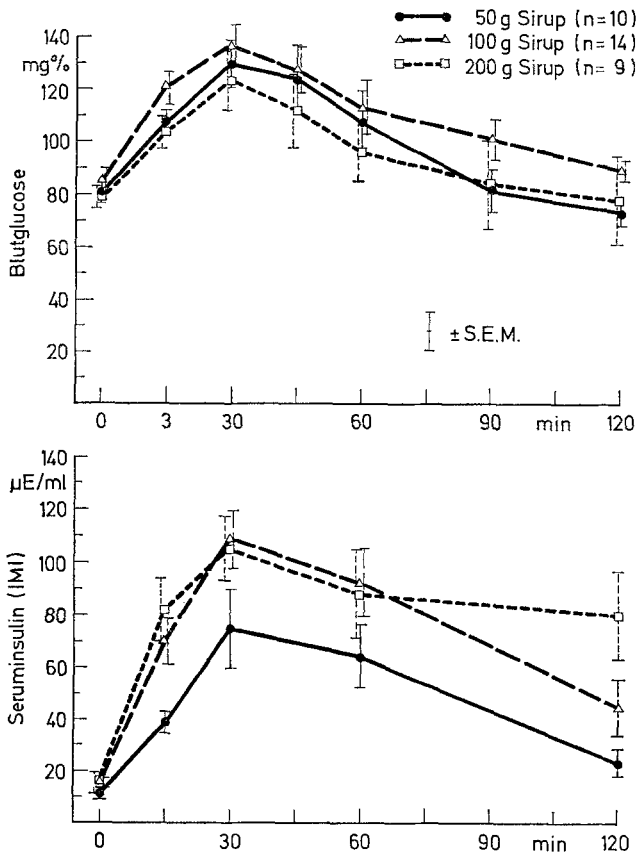 50 g Sirup (n=10)
100 g Sirup (n=14)
200 g Sirup (n= 9)
140
mg%
120
100
80
60
40
20
Blutglucose
± S.E.M.
0 3 30 60 90 min 120
140
µE/ml
120
100
80
60
40
20
Seruminsulin (IMI)
0 30 60 90 min 120